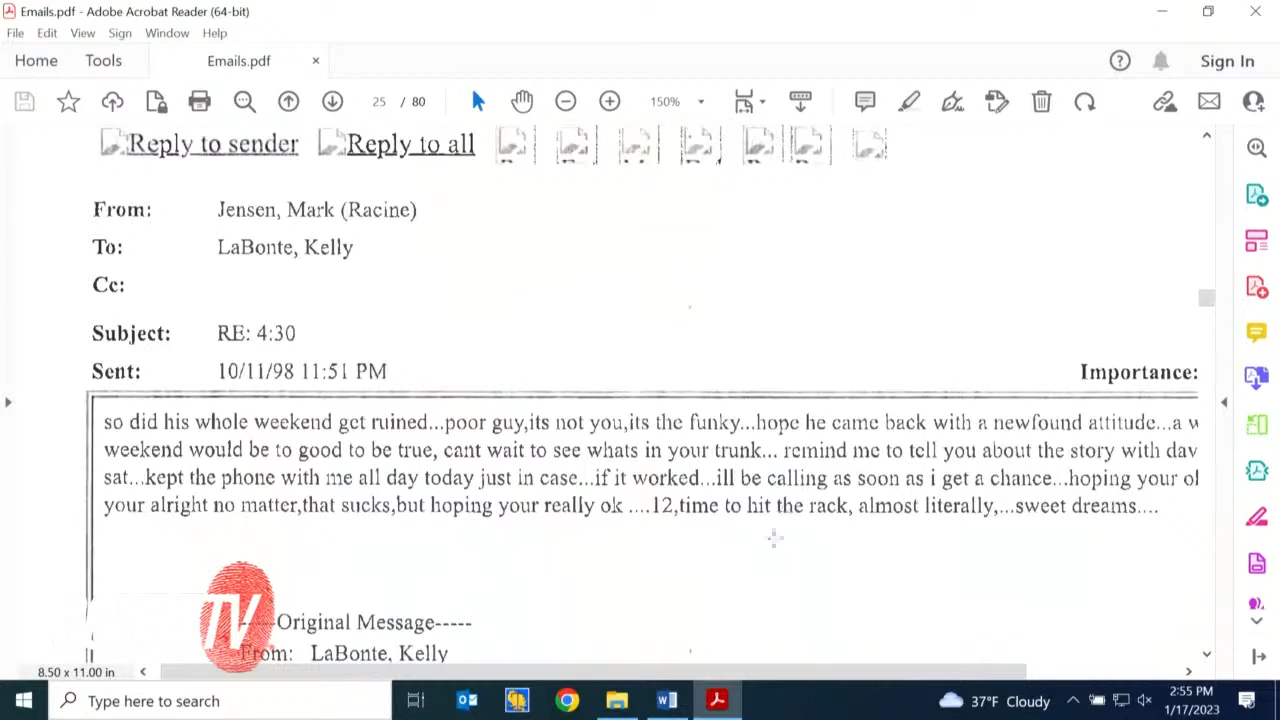 Emails.pdf - Adobe Acrobat Reader (64-bit)
File Edit View Sign Window Help
Home Tools Emails.pdf × Sign In
25 / 80 150%
Reply to sender Reply to all
From: Jensen, Mark (Racine)
To: LaBonte, Kelly
Cc:
Subject: RE: 4:30
Sent: 10/11/98 11:51 PM Importance:
so did his whole weekend get ruined...poor guy,its not you,its the funky...hope he came back with a newfound attitude...a w
weekend would be to good to be true, cant wait to see whats in your trunk... remind me to tell you about the story with dav
sat...kept the phone with me all day today just in case...if it worked...ill be calling as soon as i get a chance...hoping your ol
your alright no matter,that sucks,but hoping your really ok ....12,time to hit the rack, almost literally,...sweet dreams....
TV
Original Message-----
From: LaBonte, Kelly
8.50 x 11.00 in
Type here to search
37°F Cloudy
2:55 PM
1/17/2023